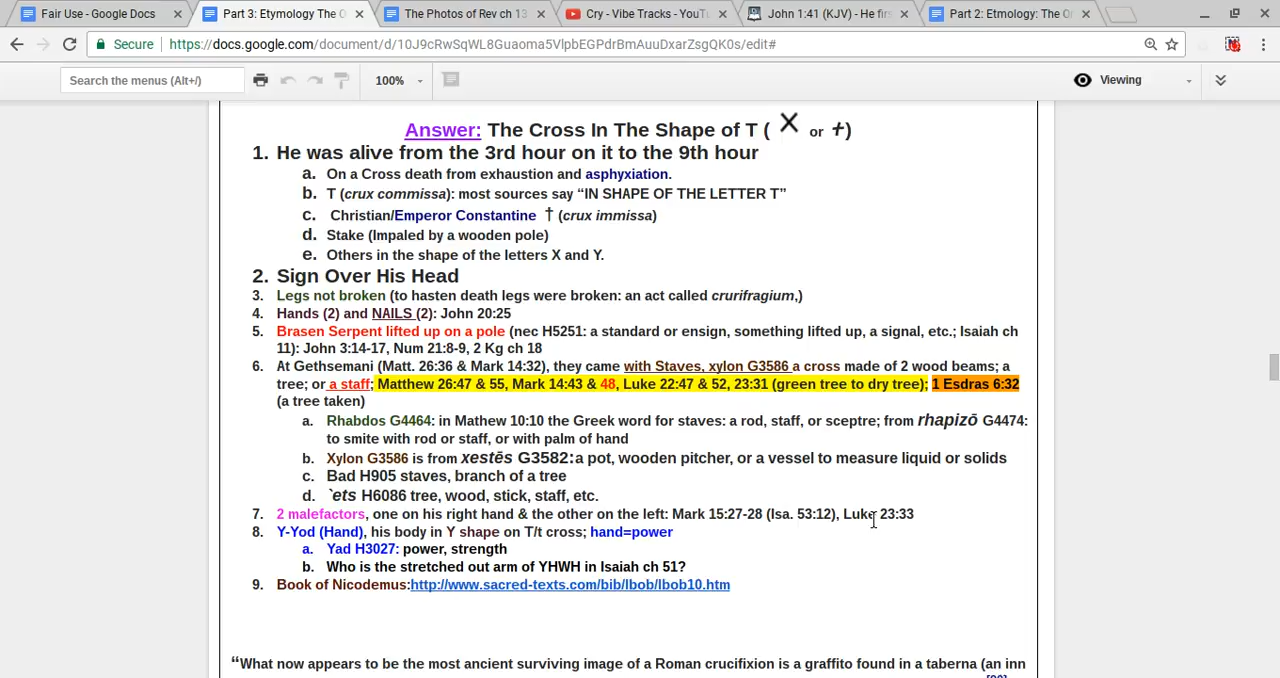 Fair Use - Google Docs
Part 3: Etymology The O
The Photos of Rev ch 13
Cry - Vibe Tracks - YouT
John 1:41 (KJV) - He firs
Part 2: Etmology: The Or
Secure https://docs.google.com/document/d/10J9cRwSqWL8Guaoma5VlpbEGPdrBmAuuDxarZsgQK0s/edit#
Search the menus (Alt+/)
100%
Viewing
Answer: The Cross In The Shape of T ( X or ✝)
1. He was alive from the 3rd hour on it to the 9th hour
a. On a Cross death from exhaustion and asphyxiation.
b. T (crux commissa): most sources say “IN SHAPE OF THE LETTER T”
c. Christian/Emperor Constantine † (crux immissa)
d. Stake (Impaled by a wooden pole)
e. Others in the shape of the letters X and Y.
2. Sign Over His Head
3. Legs not broken (to hasten death legs were broken: an act called crurifragium,)
4. Hands (2) and NAILS (2): John 20:25
5. Brasen Serpent lifted up on a pole (nec H5251: a standard or ensign, something lifted up, a signal, etc.; Isaiah ch
11): John 3:14-17, Num 21:8-9, 2 Kg ch 18
6. At Gethsemani (Matt. 26:36 & Mark 14:32), they came with Staves, xylon G3586 a cross made of 2 wood beams; a
tree; or a staff; Matthew 26:47 & 55, Mark 14:43 & 48, Luke 22:47 & 52, 23:31 (green tree to dry tree); 1 Esdras 6:32
(a tree taken)
a. Rhabdos G4464: in Mathew 10:10 the Greek word for staves: a rod, staff, or sceptre; from rhapizō G4474:
to smite with rod or staff, or with palm of hand
b. Xylon G3586 is from xestēs G3582:a pot, wooden pitcher, or a vessel to measure liquid or solids
c. Bad H905 staves, branch of a tree
d. `ets H6086 tree, wood, stick, staff, etc.
7. 2 malefactors, one on his right hand & the other on the left: Mark 15:27-28 (Isa. 53:12), Luke 23:33
8. Y-Yod (Hand), his body in Y shape on T/t cross; hand=power
a. Yad H3027: power, strength
b. Who is the stretched out arm of YHWH in Isaiah ch 51?
9. Book of Nicodemus:http://www.sacred-texts.com/bib/lbob/lbob10.htm
“What now appears to be the most ancient surviving image of a Roman crucifixion is a graffito found in a taberna (an inn